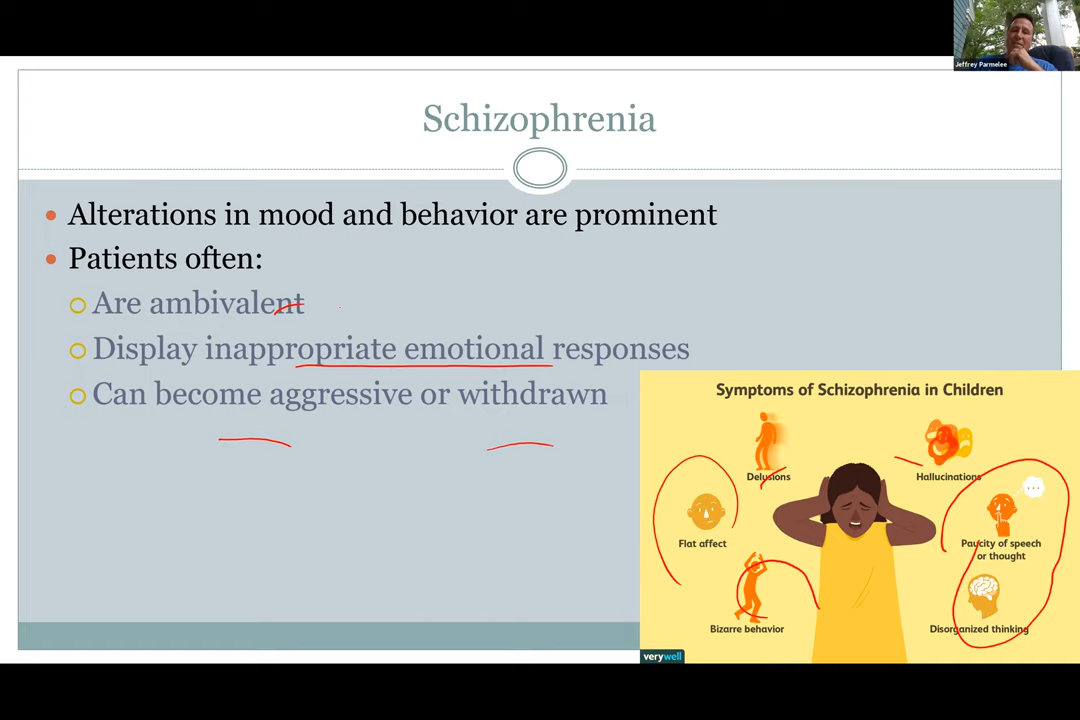 Jeffrey Parmelee
Schizophrenia
Alterations in mood and behavior are prominent
Patients often:
Are ambivalent
Display inappropriate emotional responses
Can become aggressive or withdrawn
Symptoms of Schizophrenia in Children
Delusions
Hallucinations
Flat affect
Paucity of speech
or thought
Bizarre behavior
Disorganized thinking
verywell